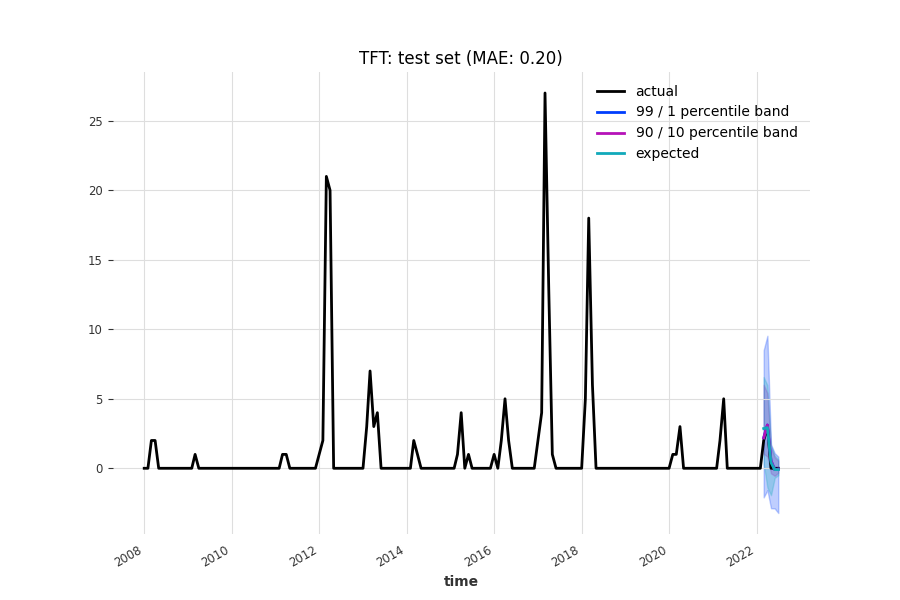 TFT: test set (MAE: 0.20)
actual
99 / 1 percentile band
90 / 10 percentile band
expected
25
20
15
10
5
0
2008
2010
2012
2014
2016
2018
2020
2022
time